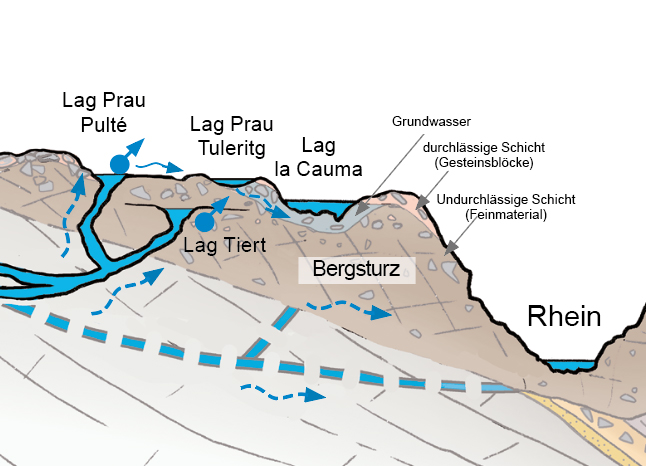 Lag Prau
Pulté
Lag Prau
Tuleritg
Lag
la Cauma
Grundwasser
durchlässige Schicht
(Gesteinsblöcke)
Undurchlässige Schicht
(Feinmaterial)
Lag Tiert
Bergsturz
Rhein